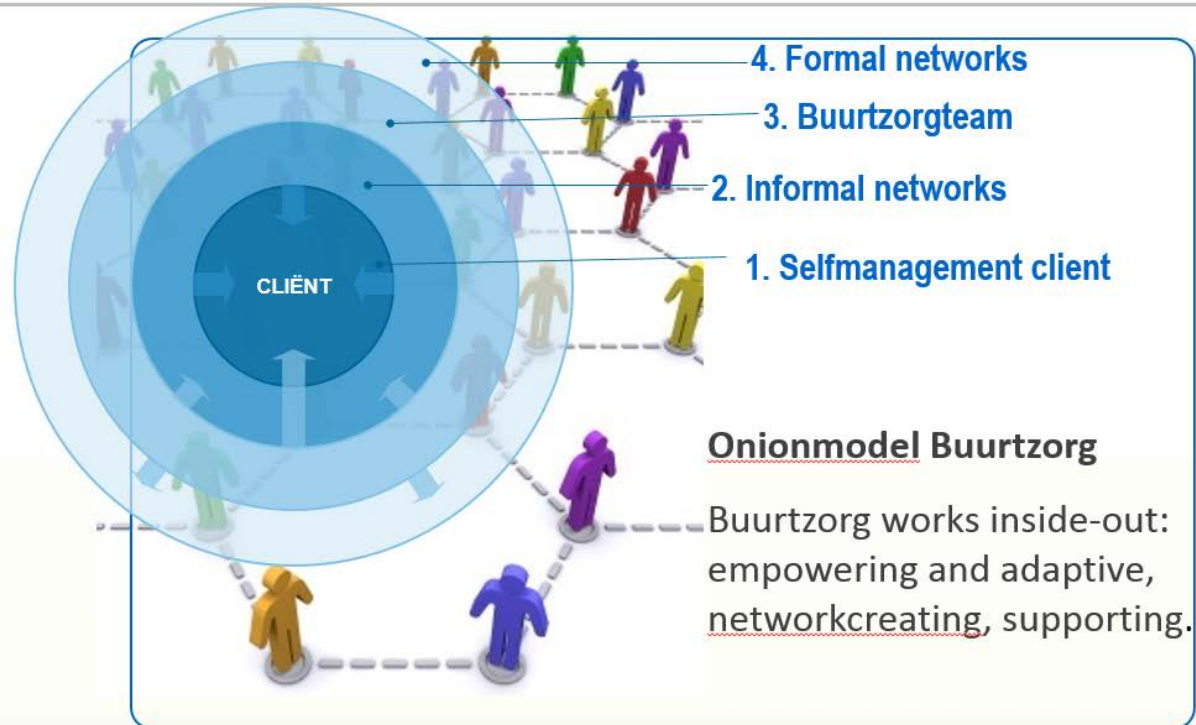 4. Formal networks
3. Buurtzorgteam
2. Informal networks
1. Selfmanagement client
CLIËNT
Onionmodel Buurtzorg
Buurtzorg works inside-out:
empowering and adaptive,
networkcreating, supporting.